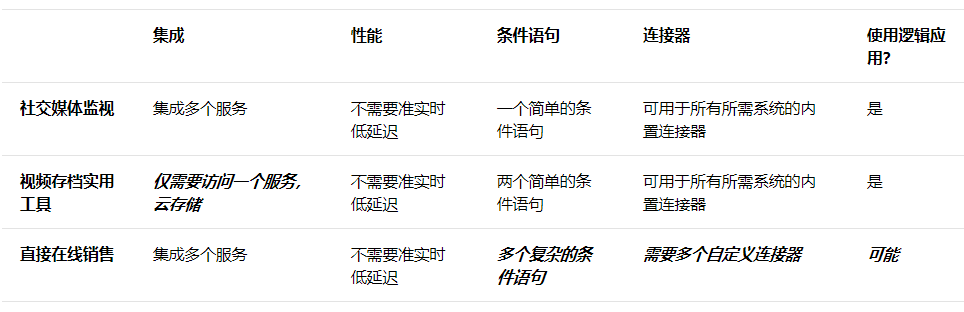 集成 性能 条件语句 连接器 使用逻辑应
用?
社交媒体监视 集成多个服务 不需要准实时 一个简单的条 可用于所有所需系统的内 是
低延迟 件语句 置连接器
视频存档实用 仅需要访问一个服务， 不需要准实时 两个简单的条 可用于所有所需系统的内 是
工具 云存储 低延迟 件语句 置连接器
直接在线销售 集成多个服务 不需要准实时 多个复杂的条 需要多个自定义连接器 可能
低延迟 件语句